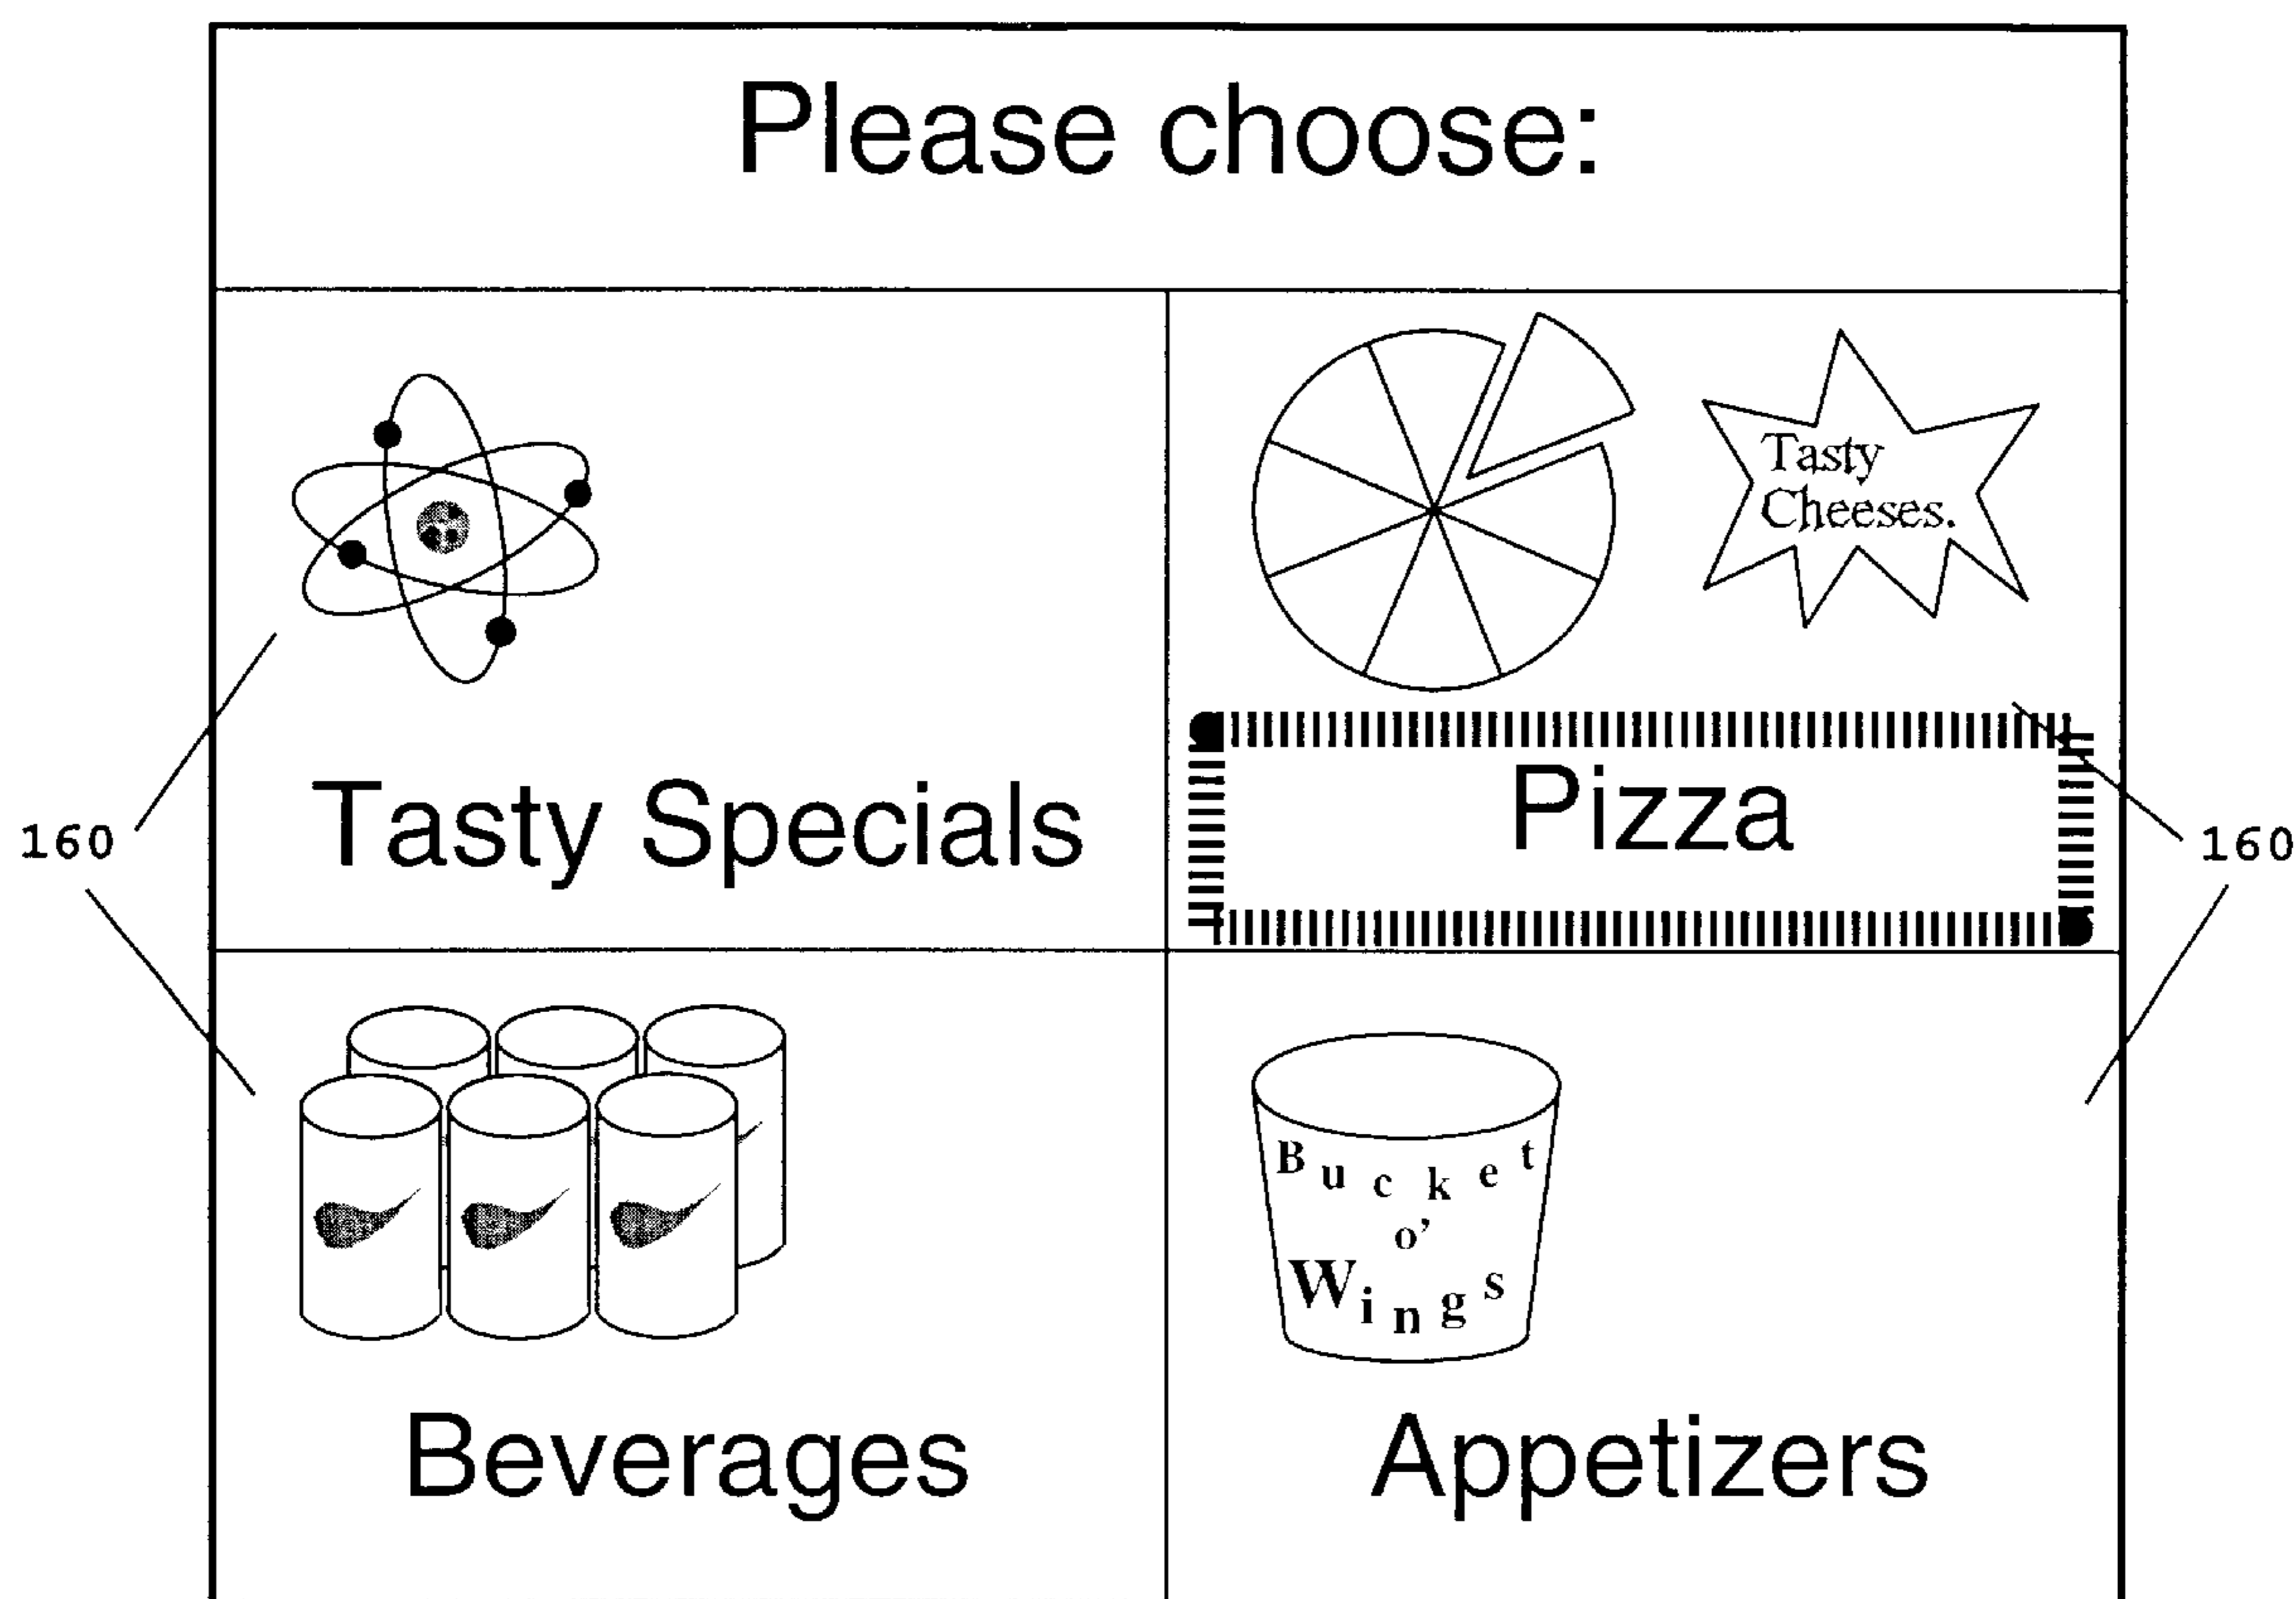 Please choose:
Tasty
Cheeses.
Tasty Specials
Pizza
160
160
Bucket
o'
Wings
Beverages
Appetizers